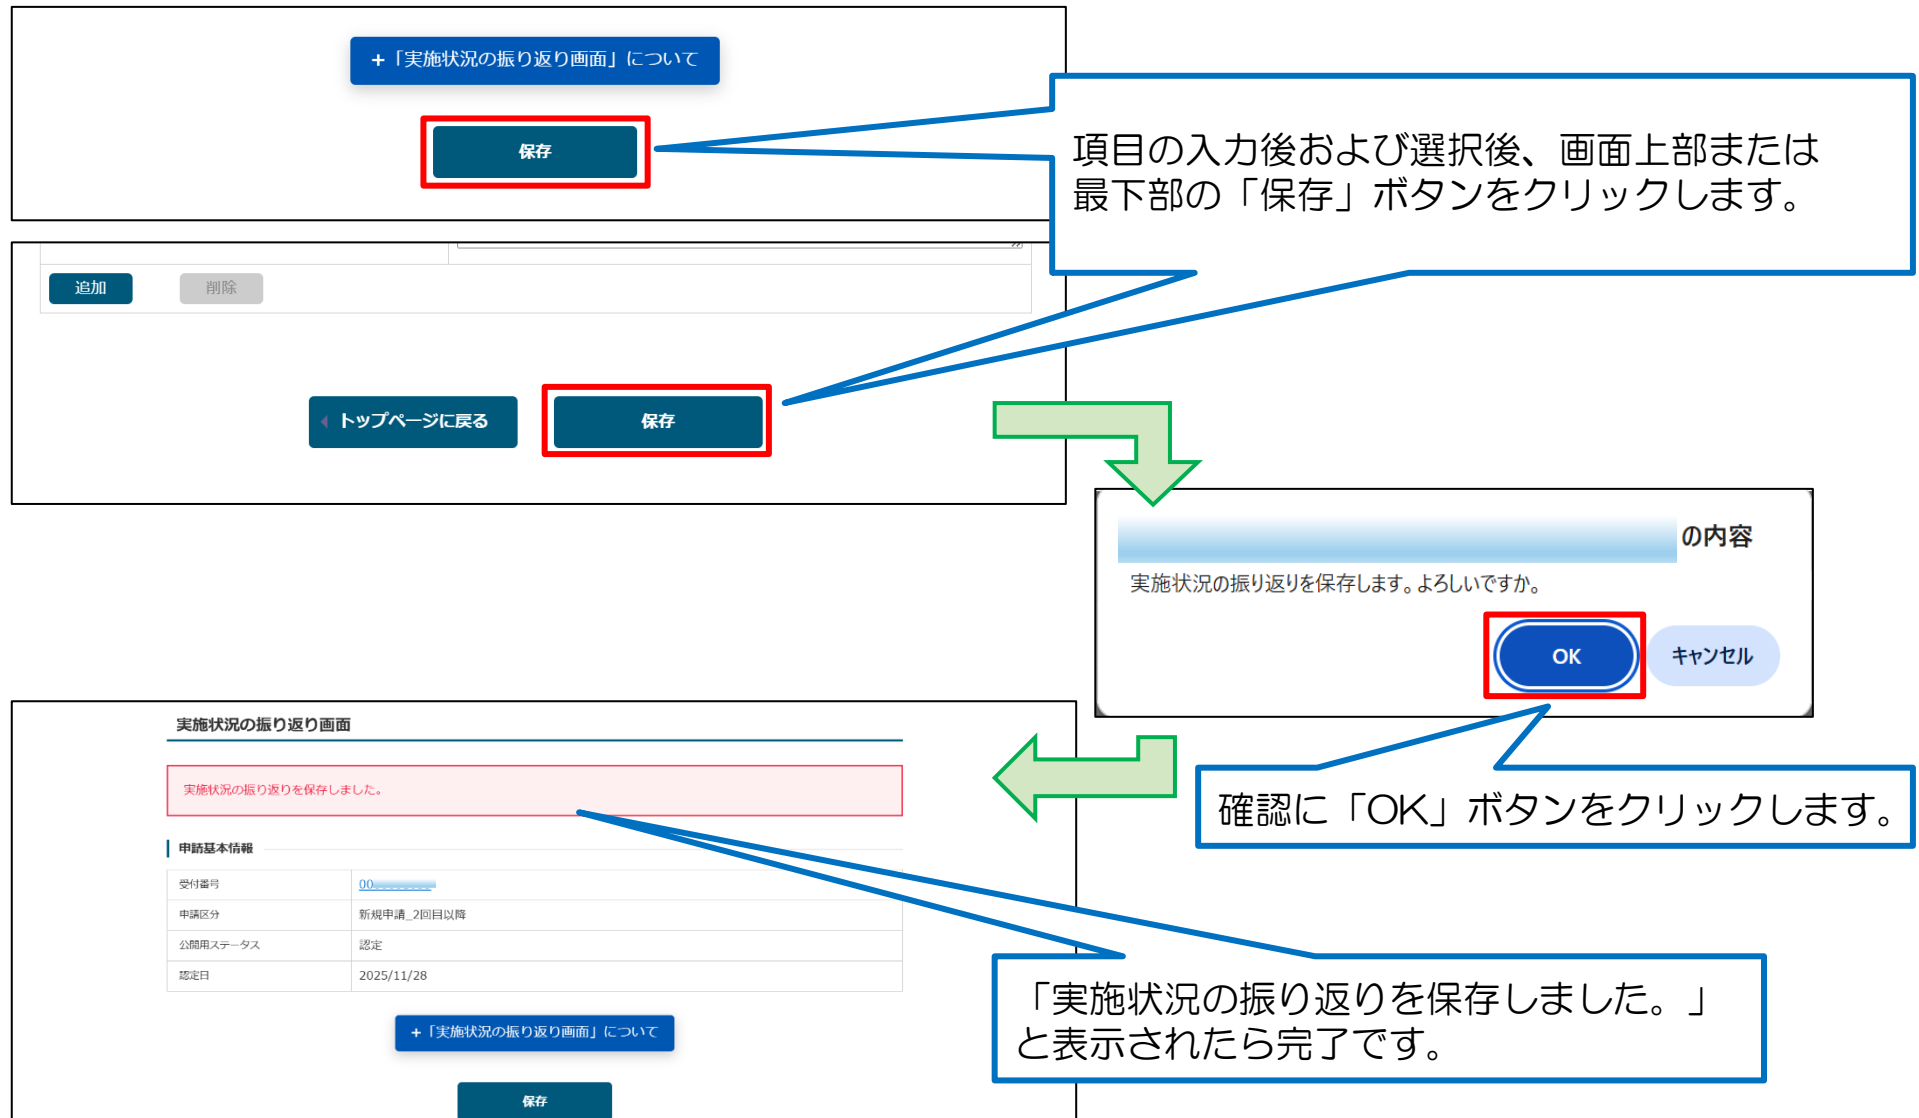 +「実施状況の振り返り画面」について
保存
項目の入力後および選択後、画面上部または
最下部の「保存」ボタンをクリックします。
追加
削除
トップページに戻る
保存
の内容
実施状況の振り返りを保存します。よろしいですか。
OK
キャンセル
確認に「OK」ボタンをクリックします。
実施状況の振り返り画面
実施状況の振り返りを保存しました。
申請基本情報
受付番号 00
申請区分 新規申請_2回目以降
公開用ステータス 認定
認定日 2025/11/28
「実施状況の振り返りを保存しました。」
と表示されたら完了です。
+「実施状況の振り返り画面」について
保存